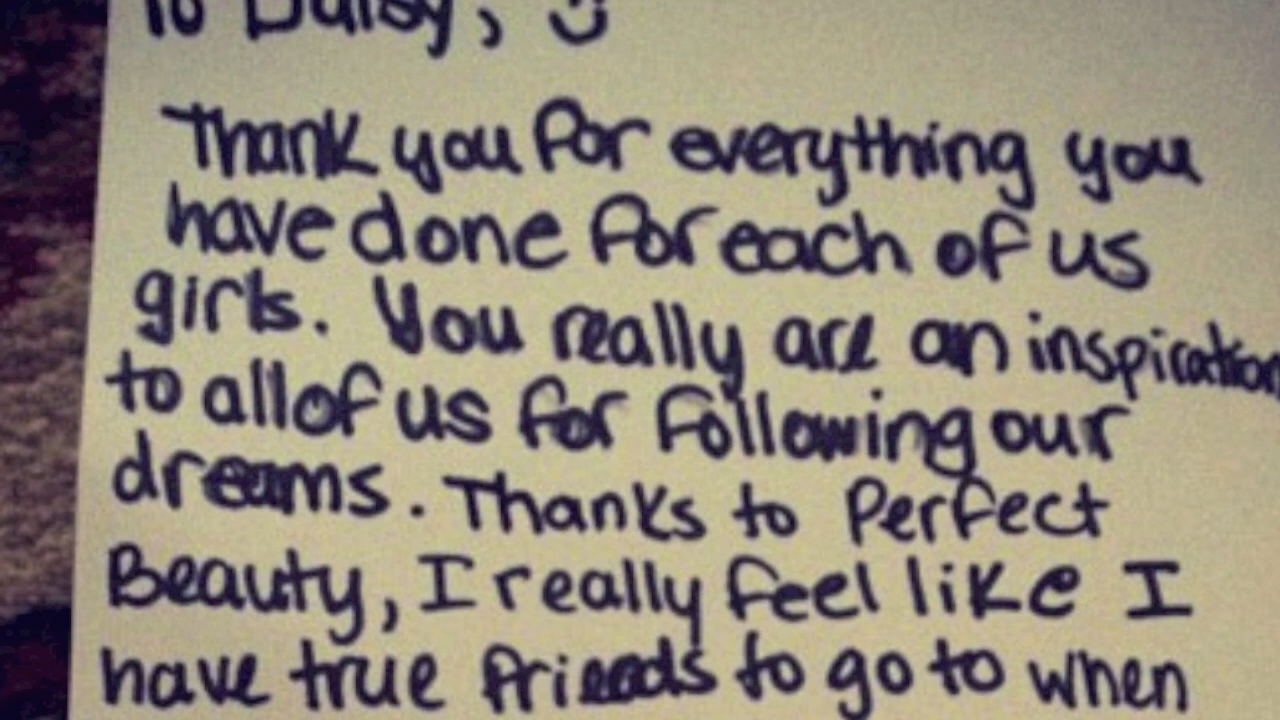 To Daisy, :)
Thank you for everything you
have done for each of us
girls. You really are an inspiration
to all of us for following our
dreams. Thanks to Perfect
Beauty, I really feel like I
have true friends to go to when